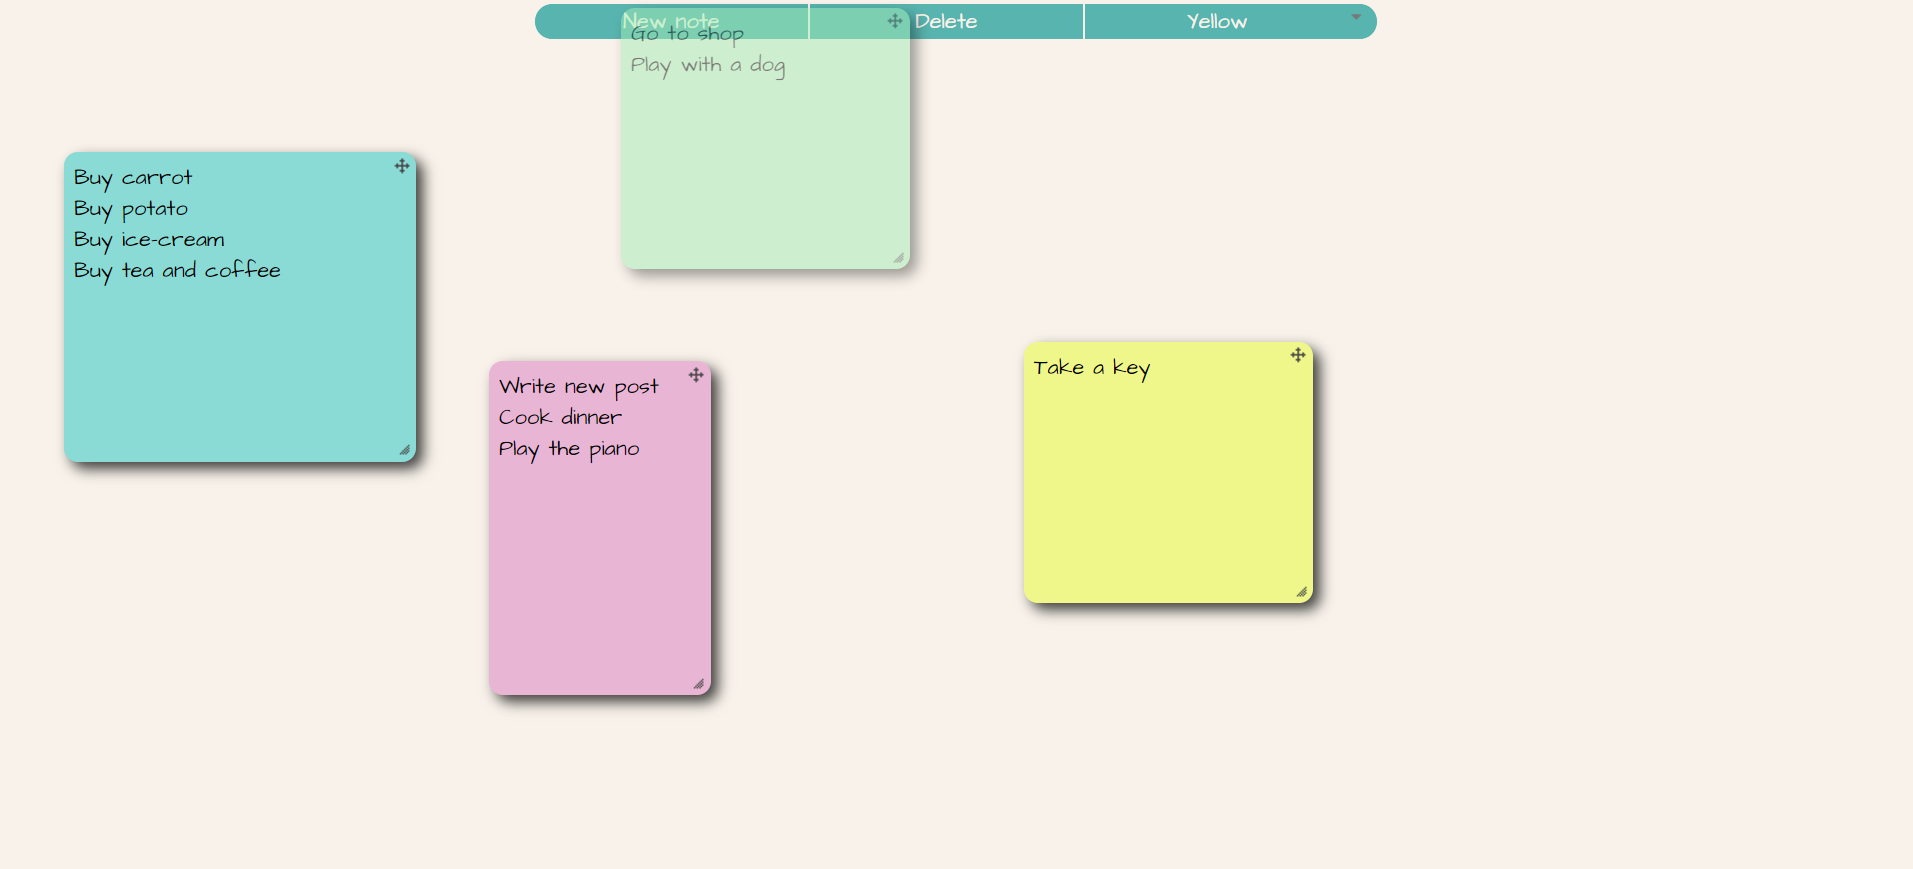 New note
Delete
Yellow
Go to shop
Play with a dog
Buy carrot
Buy potato
Buy ice-cream
Buy tea and coffee
Write new post
Cook dinner
Play the piano
Take a key